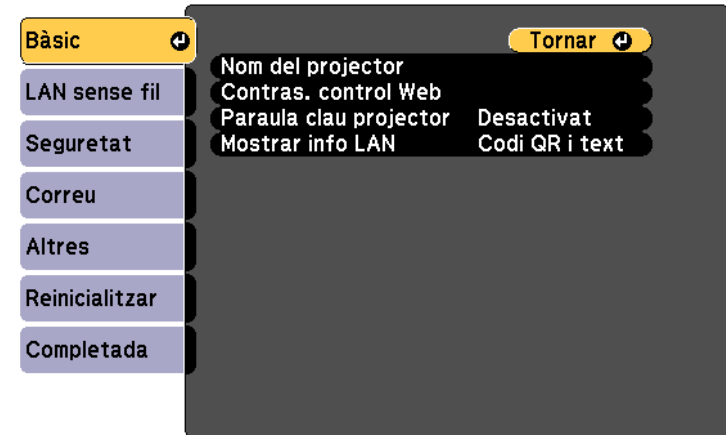 Bàsic
LAN sense fil
Seguretat
Correu
Altres
Reinicialitzar
Completada
Tornar
Nom del projector
Contras. control Web
Paraula clau projector Desactivat
Mostrar info LAN Codi QR i text